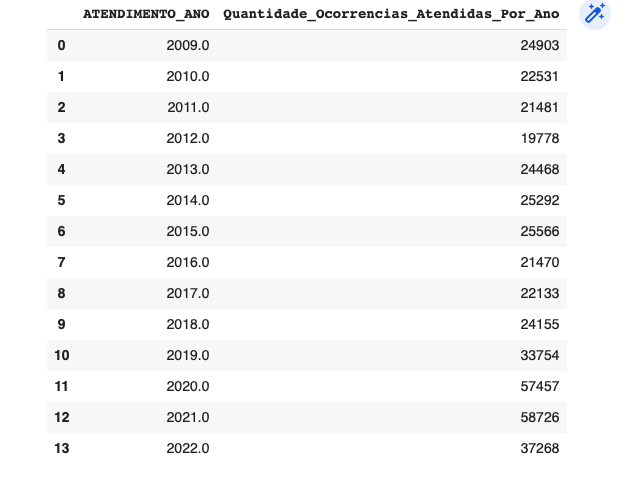 ATENDIMENTO_ANO Quantidade_Ocorrencias_Atendidas_Por_Ano
0 2009.0 24903
1 2010.0 22531
2 2011.0 21481
3 2012.0 19778
4 2013.0 24468
5 2014.0 25292
6 2015.0 25566
7 2016.0 21470
8 2017.0 22133
9 2018.0 24155
10 2019.0 33754
11 2020.0 57457
12 2021.0 58726
13 2022.0 37268